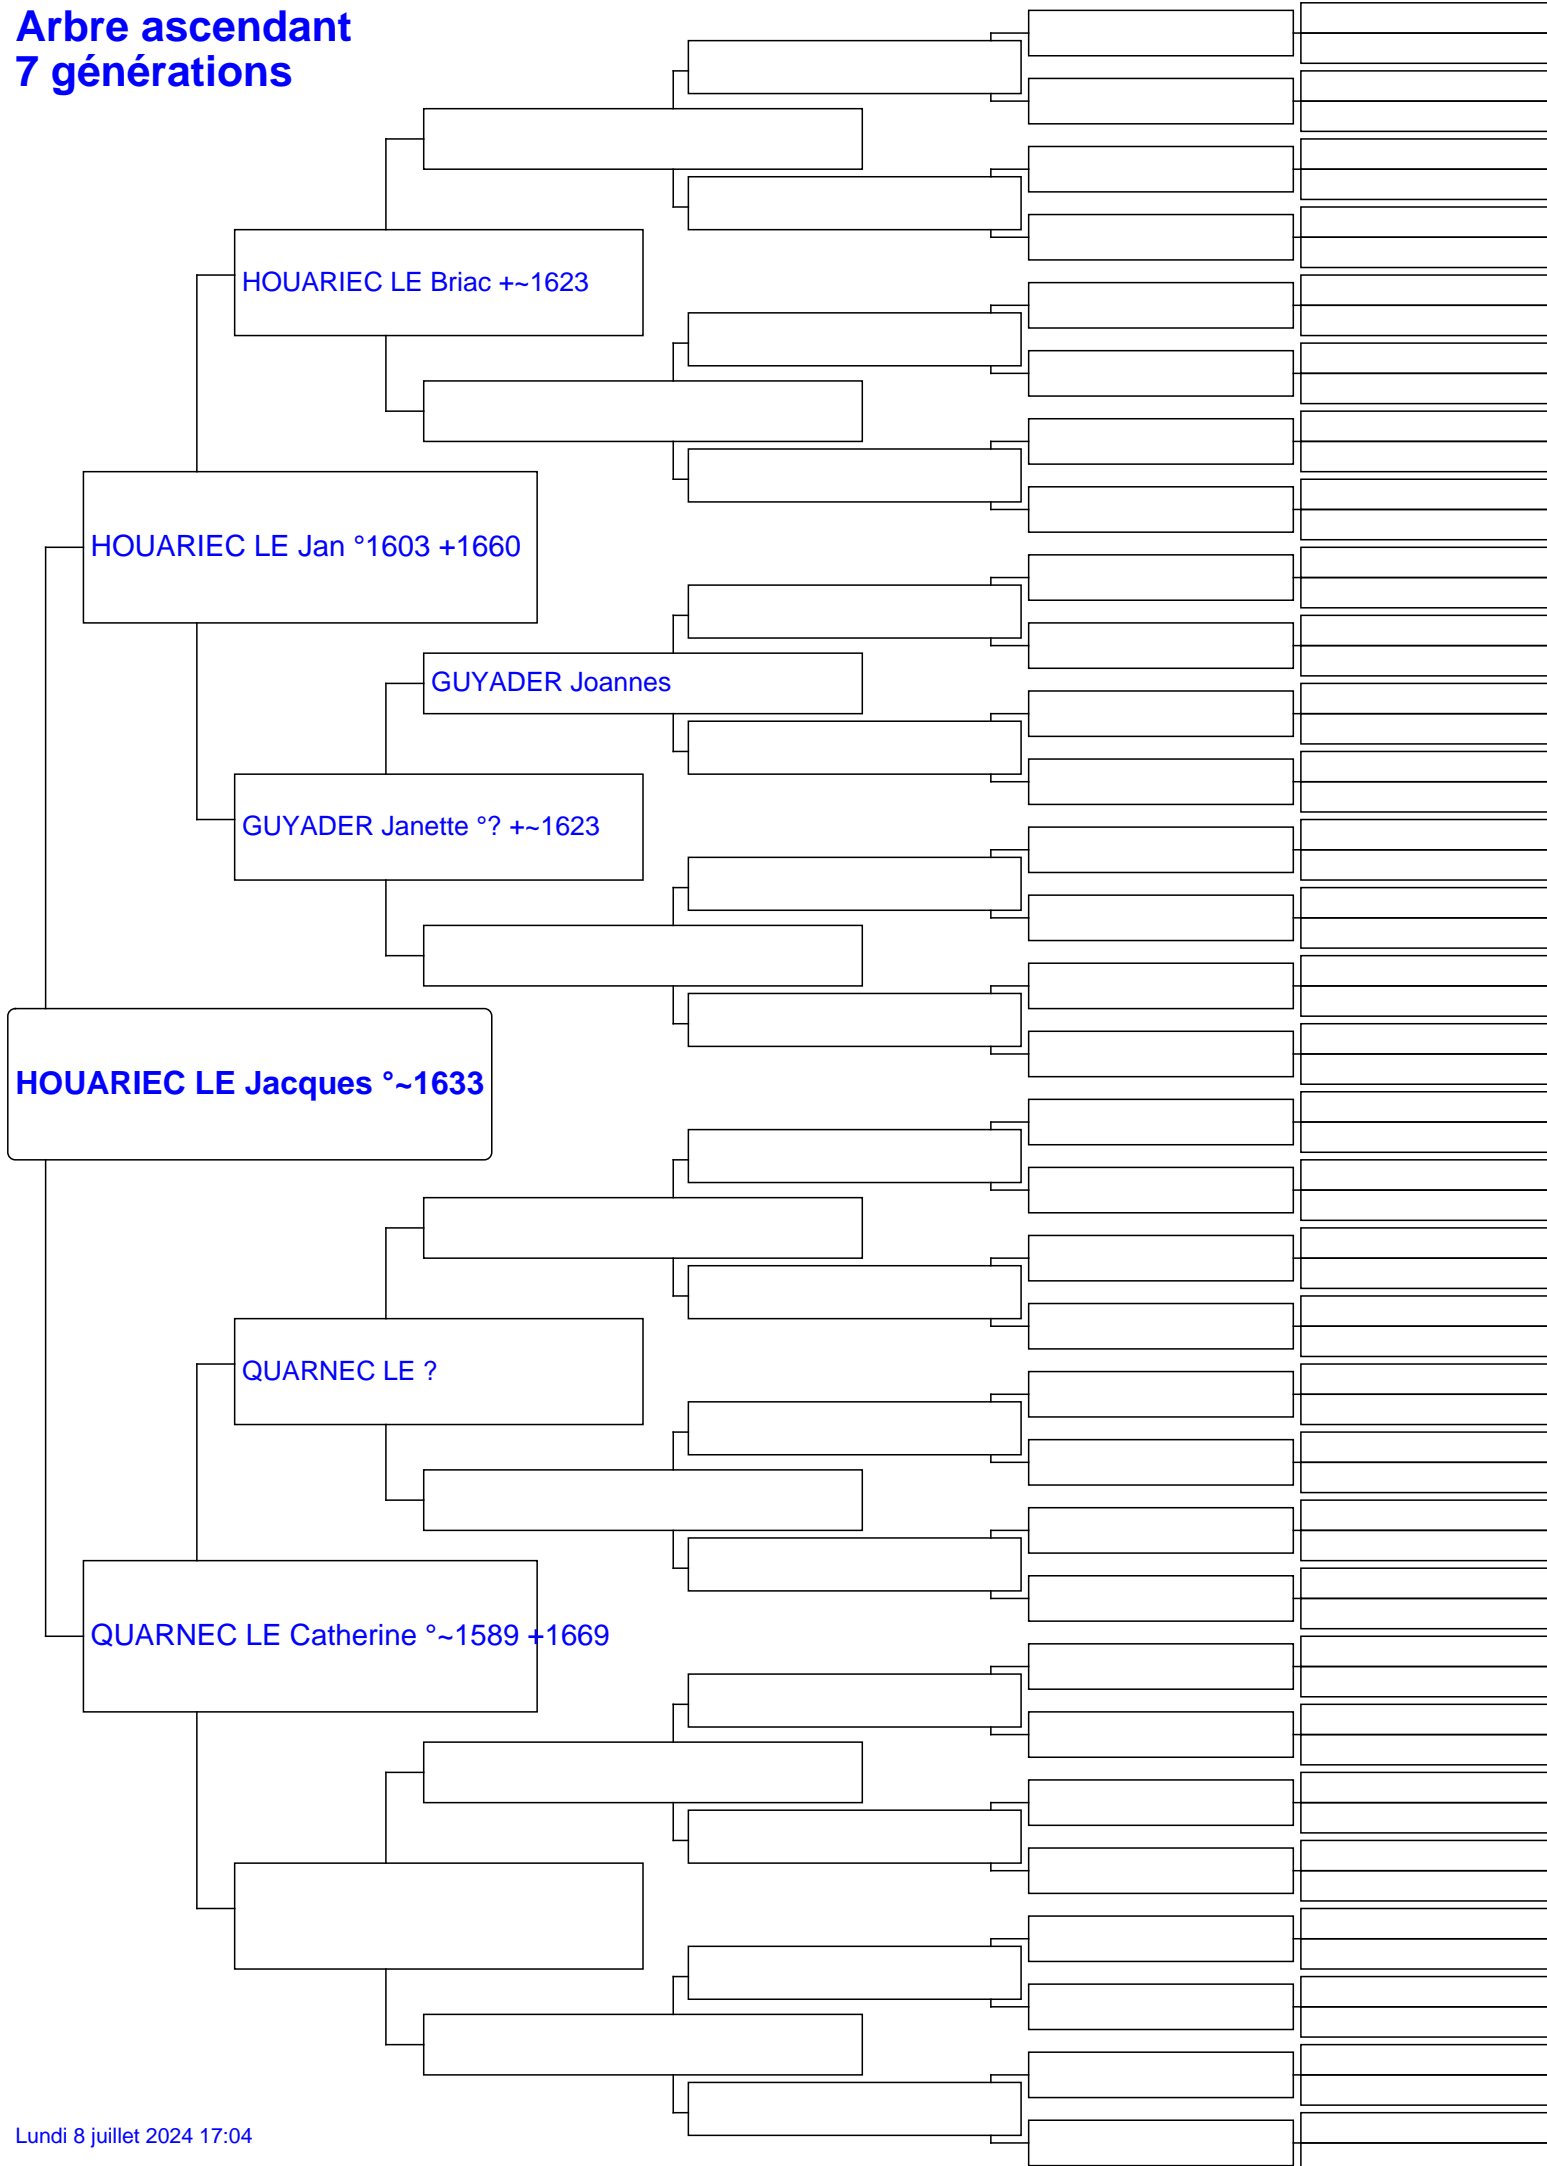 Arbre ascendant
7 générations
HOUARIEC LE Briac +~1623
HOUARIEC LE Jan °1603 +1660
GUYADER Joannes
GUYADER Janette °? +~1623
HOUARIEC LE Jacques °~1633
QUARNEC LE ?
QUARNEC LE Catherine °~1589 +1669
Lundi 8 juillet 2024 17:04